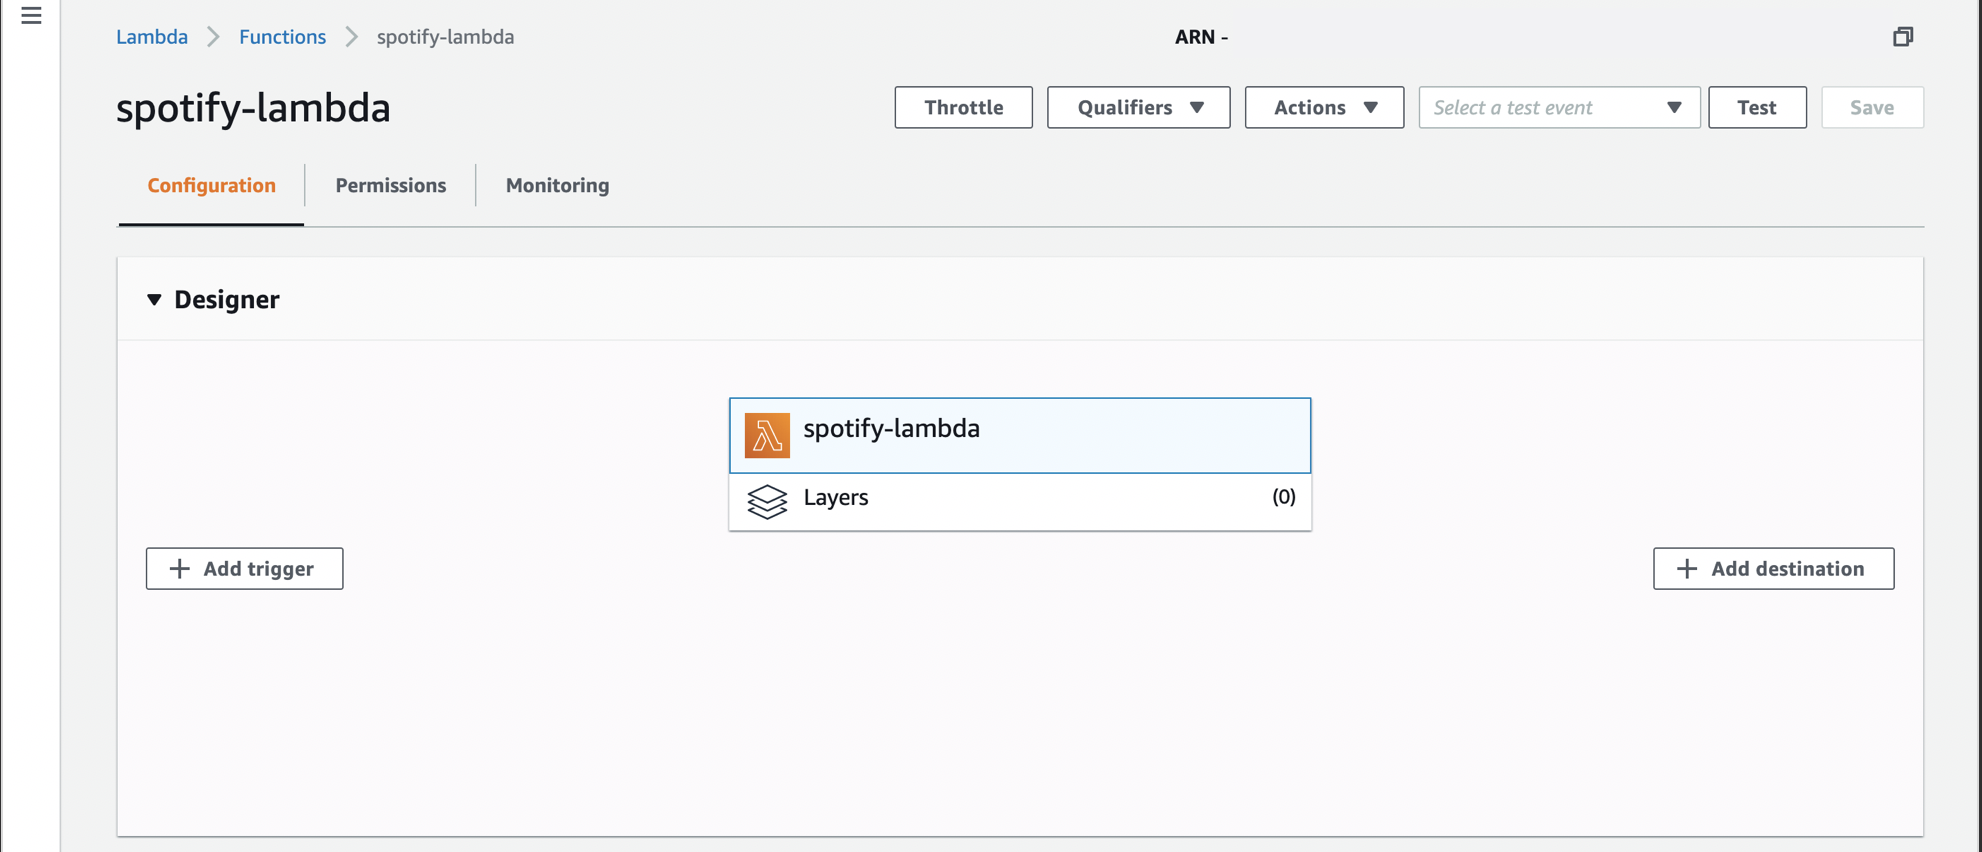 Lambda Functions spotify-lambda ARN -
spotify-lambda Throttle Qualifiers Actions Select a test event Test Save
Configuration Permissions Monitoring
Designer
spotify-lambda
Layers (0)
Add trigger Add destination